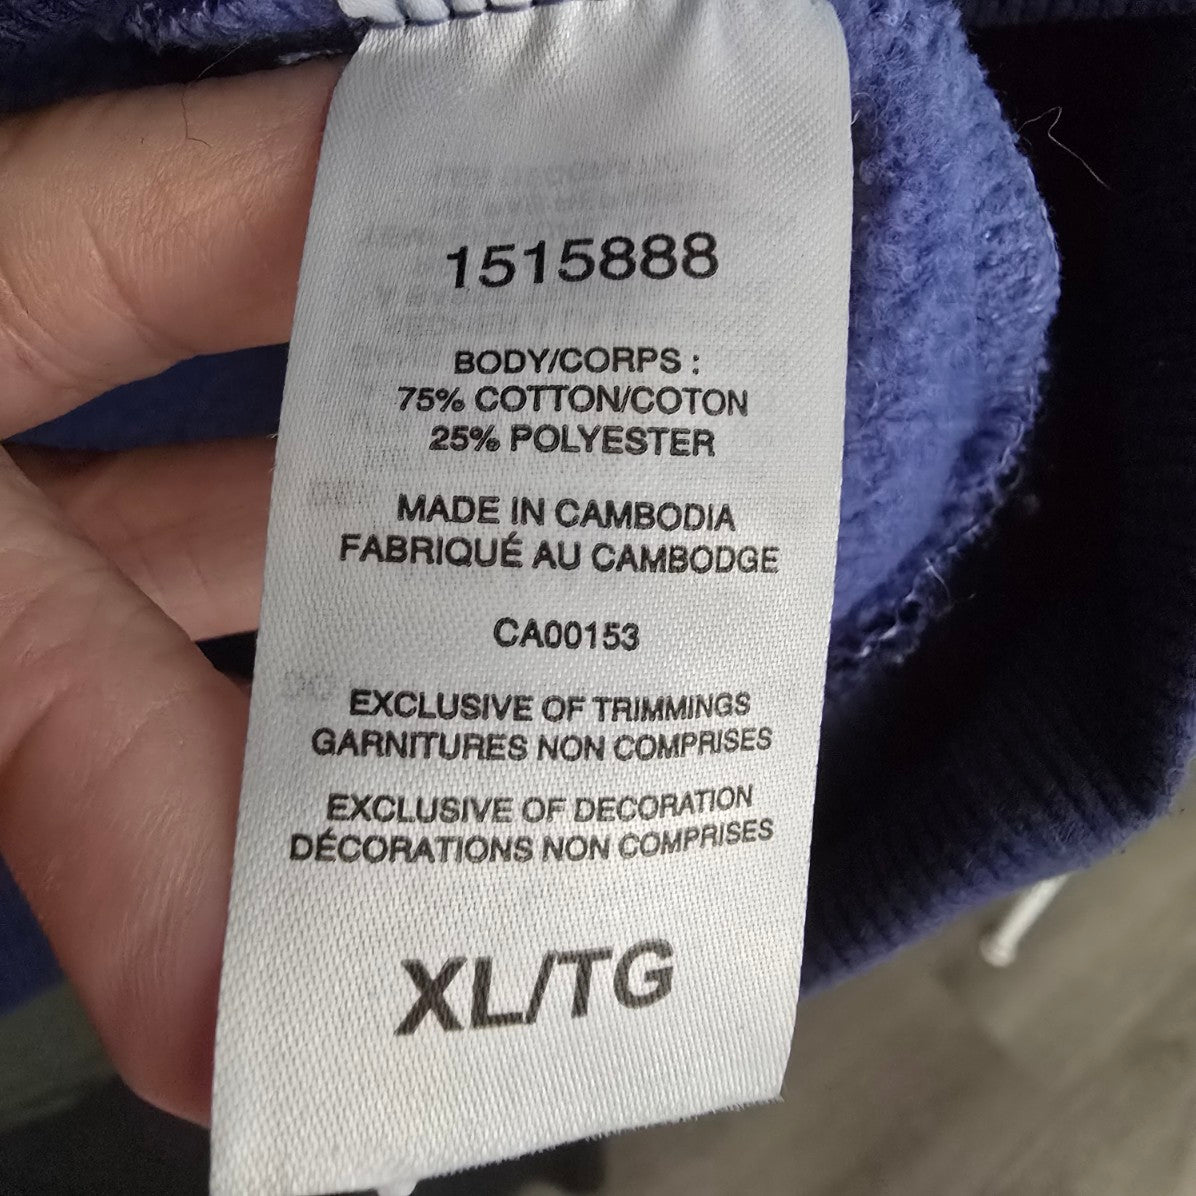 1515888
BODY/CORPS :
75% COTTON/COTON
25% POLYESTER
MADE IN CAMBODIA
FABRIQUÉ AU CAMBODGE
CA00153
EXCLUSIVE OF TRIMMINGS
GARNITURES NON COMPRISES
EXCLUSIVE OF DECORATION
DÉCORATIONS NON COMPRISES
XL/TG